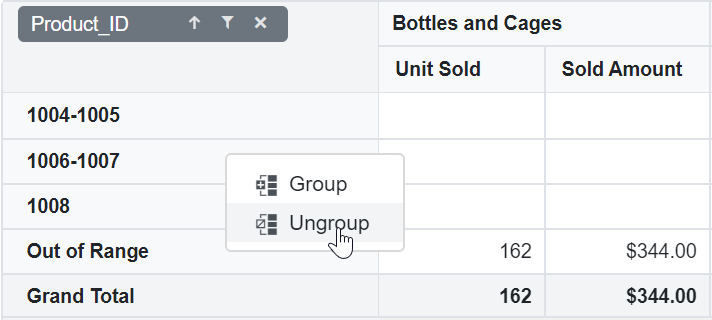 Product_ID
Bottles and Cages
Unit Sold Sold Amount
1004-1005
1006-1007
Group
1008
Ungroup
Out of Range 162 $344.00
Grand Total 162 $344.00